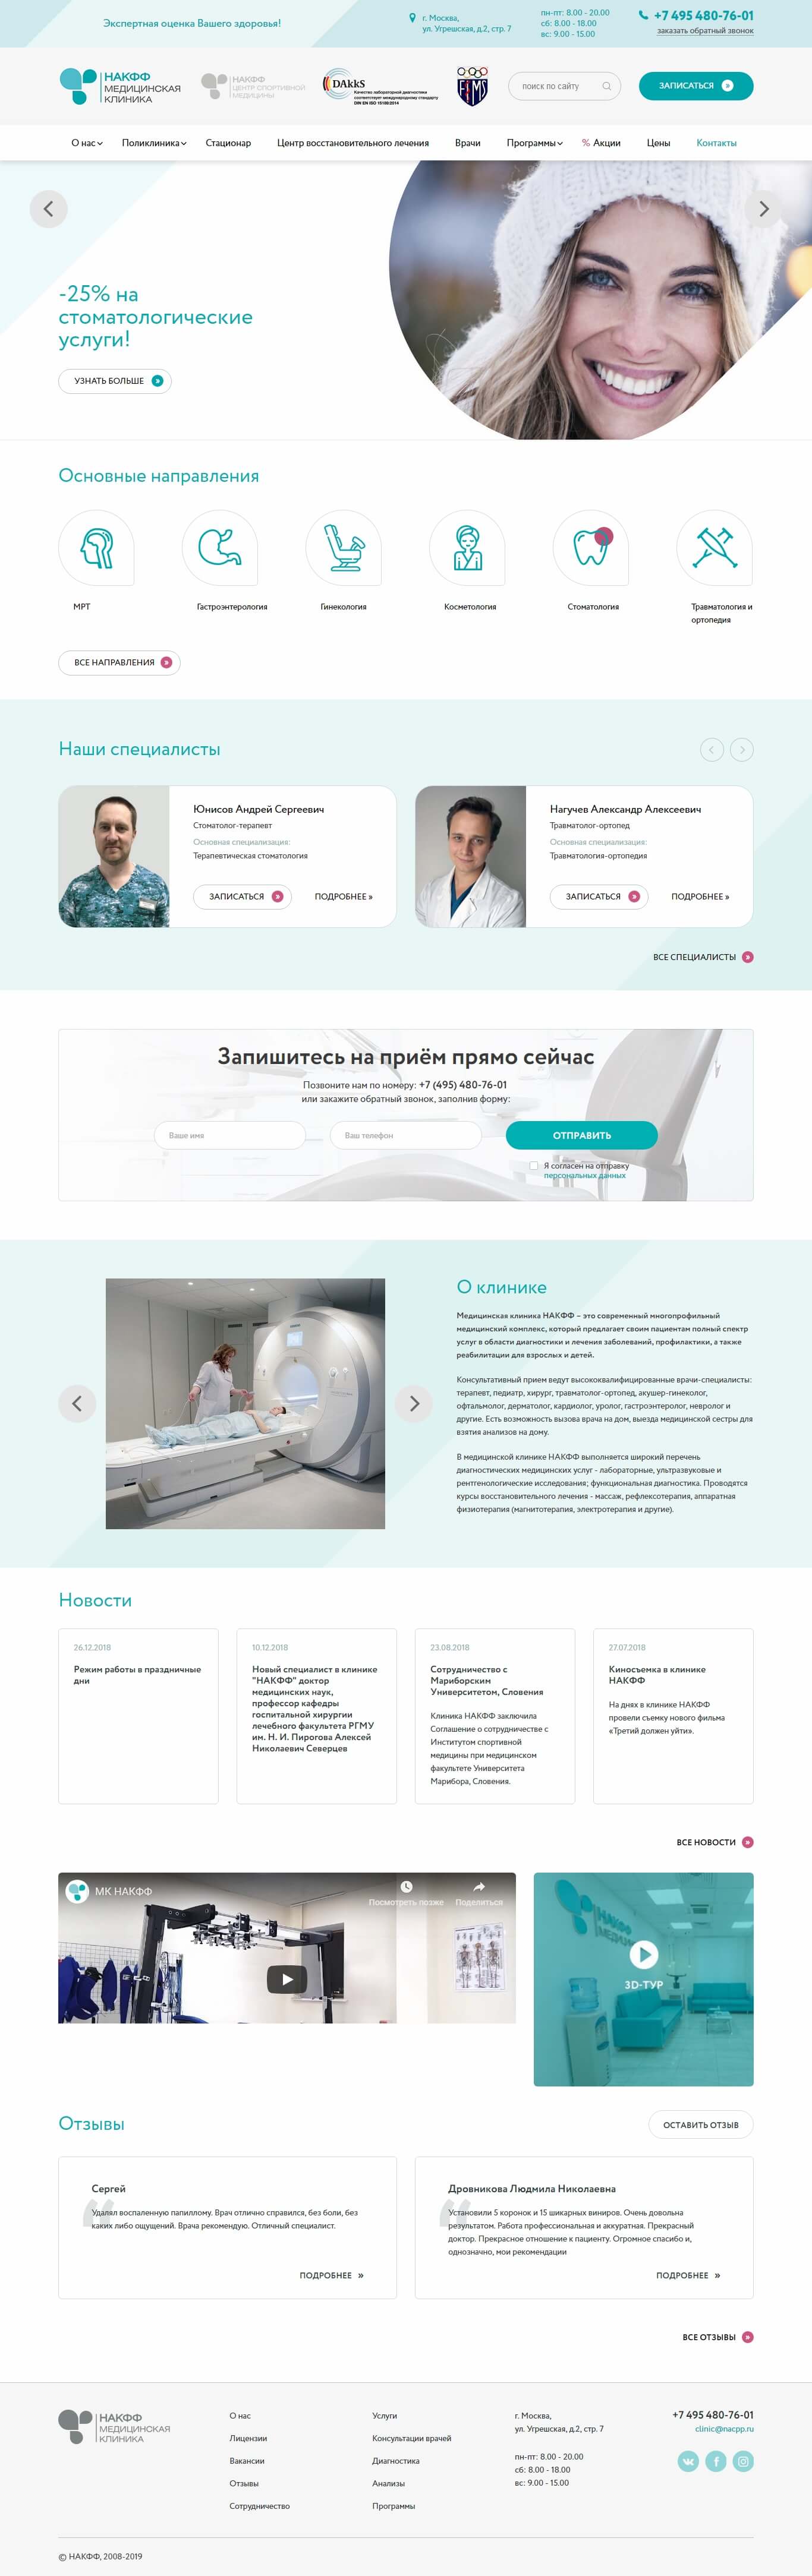 Экспертная оценка Вашего здоровья!
г. Москва,
ул. Угрешская, д.2, стр. 7
пн-пт: 8.00 - 20.00
сб: 8.00 - 18.00
вс: 9.00 - 15.00
+7 495 480-76-01
заказать обратный звонок
НАКФФ
МЕДИЦИНСКАЯ
КЛИНИКА
НАКФФ
ЦЕНТР СПОРТИВНОЙ
МЕДИЦИНЫ
DAkkS
Качество лабораторной диагностики
соответствует международному стандарту
DIN EN ISO 15189/2014
FIMS
поиск по сайту
ЗАПИСАТЬСЯ
О нас
Поликлиника
Стационар
Центр восстановительного лечения
Врачи
Программы
% Акции
Цены
Контакты
-25% на
стоматологические
услуги!
УЗНАТЬ БОЛЬШЕ
Основные направления
МРТ
Гастроэнтерология
Гинекология
Косметология
Стоматология
Травматология и
ортопедия
ВСЕ НАПРАВЛЕНИЯ
Наши специалисты
Юнисов Андрей Сергеевич
Стоматолог-терапевт
Основная специализация:
Терапевтическая стоматология
ЗАПИСАТЬСЯ
ПОДРОБНЕЕ »
Нагучев Александр Алексеевич
Травматолог-ортопед
Основная специализация:
Травматология-ортопедия
ЗАПИСАТЬСЯ
ПОДРОБНЕЕ »
ВСЕ СПЕЦИАЛИСТЫ
Запишитесь на приём прямо сейчас
Позвоните нам по номеру: +7 (495) 480-76-01
или закажите обратный звонок, заполнив форму:
Ваше имя
Ваш телефон
ОТПРАВИТЬ
Я согласен на отправку
персональных данных
О клинике
Медицинская клиника НАКФФ – это современный многопрофильный
медицинский комплекс, который предлагает своим пациентам полный спектр
услуг в области диагностики и лечения заболеваний, профилактики, а также
реабилитации для взрослых и детей.
Консультативный прием ведут высококвалифицированные врачи-специалисты:
терапевт, педиатр, хирург, травматолог-ортопед, акушер-гинеколог,
офтальмолог, дерматолог, кардиолог, уролог, гастроэнтеролог, невролог и
другие. Есть возможность вызова врача на дом, выезда медицинской сестры для
взятия анализов на дому.
В медицинской клинике НАКФФ выполняется широкий перечень
диагностических медицинских услуг - лабораторные, ультразвуковые и
рентгенологические исследования; функциональная диагностика. Проводятся
курсы восстановительного лечения - массаж, рефлексотерапия, аппаратная
физиотерапия (магнитотерапия, электротерапия и другие).
Новости
26.12.2018
Режим работы в праздничные
дни
10.12.2018
Новый специалист в клинике
"НАКФФ" доктор
медицинских наук,
профессор кафедры
госпитальной хирургии
лечебного факультета РГМУ
им. Н. И. Пирогова Алексей
Николаевич Северцев
23.08.2018
Сотрудничество с
Мариборским
Университетом, Словения
Клиника НАКФФ заключила
Соглашение о сотрудничестве с
Институтом спортивной
медицины при медицинском
факультете Университета
Марибора, Словения.
27.07.2018
Киносъемка в клинике
НАКФФ
На днях в клинике НАКФФ
провели съемку нового фильма
«Третий должен уйти».
ВСЕ НОВОСТИ
МК НАКФФ
Посмотреть позже
Поделиться
3D-ТУР
Отзывы
ОСТАВИТЬ ОТЗЫВ
Сергей
Удалял воспаленную папиллому. Врач отлично справился, без боли, без
каких либо ощущений. Врача рекомендую. Отличный специалист.
ПОДРОБНЕЕ »
Дровникова Людмила Николаевна
Установили 5 коронок и 15 шикарных виниров. Очень довольна
результатом. Работа профессиональная и аккуратная. Прекрасный
доктор. Прекрасное отношение к пациенту. Огромное спасибо и,
однозначно, мои рекомендации
ПОДРОБНЕЕ »
ВСЕ ОТЗЫВЫ
НАКФФ
МЕДИЦИНСКАЯ
КЛИНИКА
О нас
Лицензии
Вакансии
Отзывы
Сотрудничество
Услуги
Консультации врачей
Диагностика
Анализы
Программы
г. Москва,
ул. Угрешская, д.2, стр. 7
пн-пт: 8.00 - 20.00
сб: 8.00 - 18.00
вс: 9.00 - 15.00
+7 495 480-76-01
clinic@nacpp.ru
© НАКФФ, 2008-2019